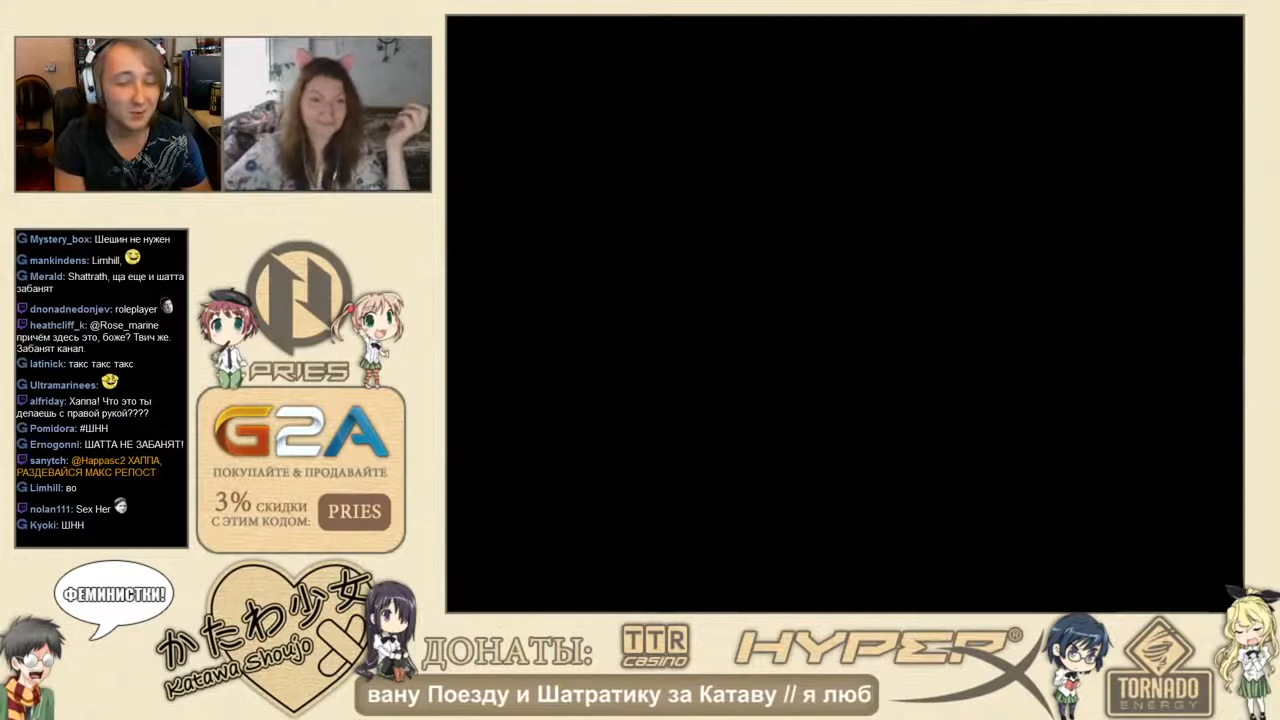 Mystery_box: Шешин не нужен
mankindens: Limhill,
Merald: Shattrath, ща еще и шатта
забанят
dnonadnedonjev: roleplayer
heathcliff_k: @Rose_marine
причём здесь это, боже? Твич же.
Забанят канал.
latinick: такс такс такс
Ultramarinees:
alfriday: Хаппа! Что это ты
делаешь с правой рукой????
Pomidora: #ШНН
Ernogonni: ШАТТА НЕ ЗАБАНЯТ!
sanytch: @Happasc2 ХАППА,
РАЗДЕВАЙСЯ МАКС РЕПОСТ
Limhill: во
nolan111: Sex Her
Kyoki: ШНН
PRIES
G2A
ПОКУПАЙТЕ & ПРОДАВАЙТЕ
3% СКИДКИ
С ЭТИМ КОДОМ:
PRIES
ФЕМИНИСТКИ!
かたわ少女
Katawa Shoujo
ДОНАТЫ:
TTR
CASINO
HYPERX®
TORNADO
ENERGY
вану Поезду и Шатратику за Катаву // я люб